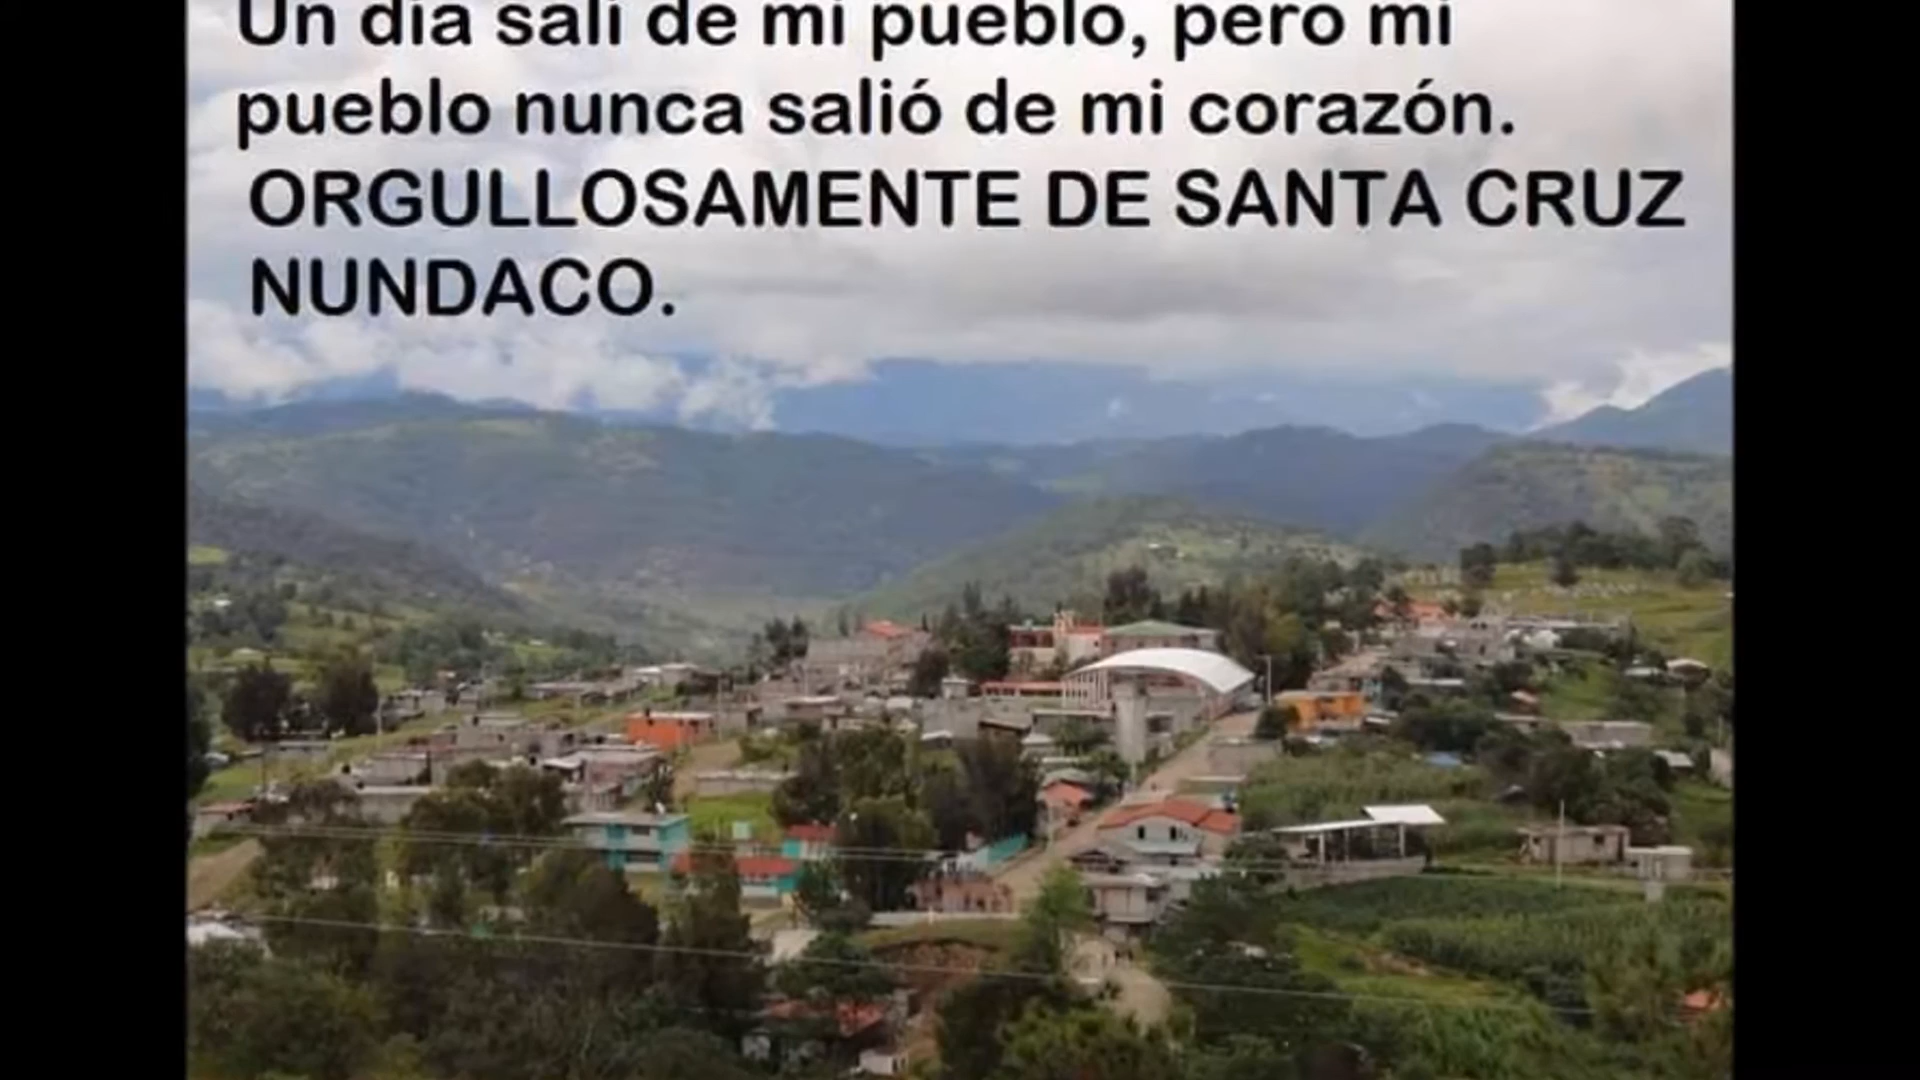 Un día salí de mi pueblo, pero mi
pueblo nunca salió de mi corazón.
ORGULLOSAMENTE DE SANTA CRUZ
NUNDACO.